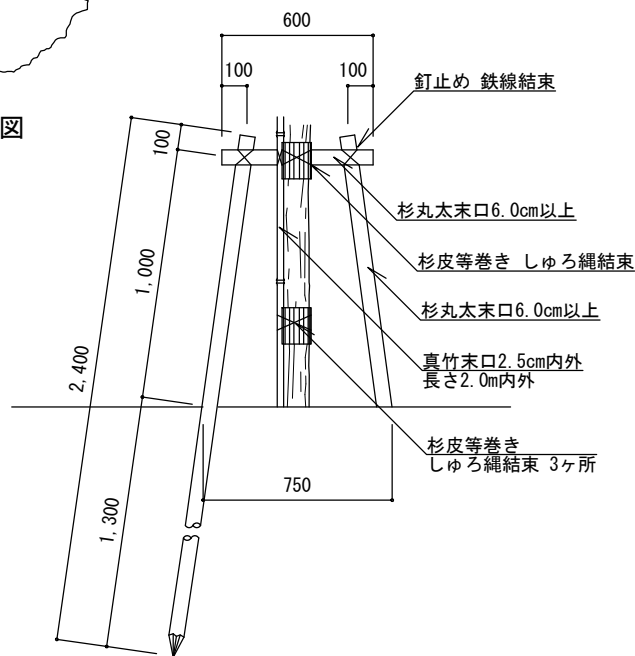 600
100
100
釘止め 鉄線結束
図
100
杉丸太末口6.0cm以上
杉皮等巻き しゅろ縄結束
1,000
杉丸太末口6.0cm以上
2,400
真竹末口2.5cm内外
長さ2.0m内外
杉皮等巻き
しゅろ縄結束 3ヶ所
750
1,300